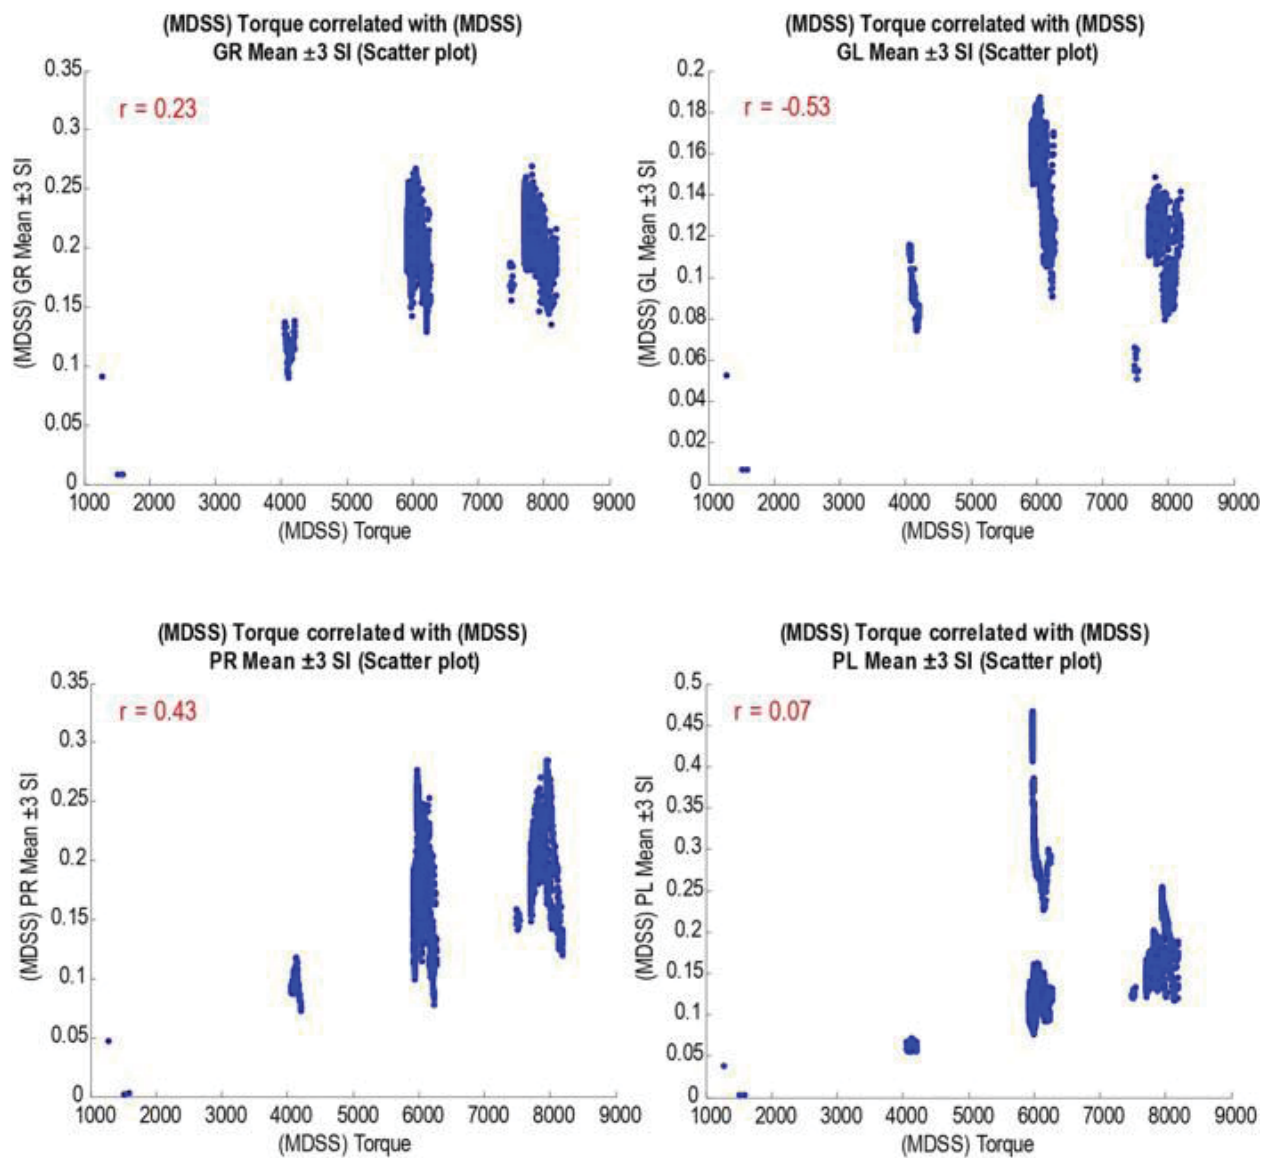 (MDSS) Torque correlated with (MDSS)
GR Mean ±3 SI (Scatter plot)
0.35
0.3
0.25
0.2
0.15
0.1
0.05
0
r = 0.23
(MDSS) GR Mean ±3 SI
1000 2000 3000 4000 5000 6000 7000 8000 9000
(MDSS) Torque
(MDSS) Torque correlated with (MDSS)
GL Mean ±3 SI (Scatter plot)
0.2
0.18
0.16
0.14
0.12
0.1
0.08
0.06
0.04
0.02
0
r = -0.53
(MDSS) GL Mean ±3 SI
1000 2000 3000 4000 5000 6000 7000 8000 9000
(MDSS) Torque
(MDSS) Torque correlated with (MDSS)
PR Mean ±3 SI (Scatter plot)
0.35
0.3
0.25
0.2
0.15
0.1
0.05
0
r = 0.43
(MDSS) PR Mean ±3 SI
1000 2000 3000 4000 5000 6000 7000 8000 9000
(MDSS) Torque
(MDSS) Torque correlated with (MDSS)
PL Mean ±3 SI (Scatter plot)
0.5
0.45
0.4
0.35
0.3
0.25
0.2
0.15
0.1
0.05
0
r = 0.07
(MDSS) PL Mean ±3 SI
1000 2000 3000 4000 5000 6000 7000 8000 9000
(MDSS) Torque